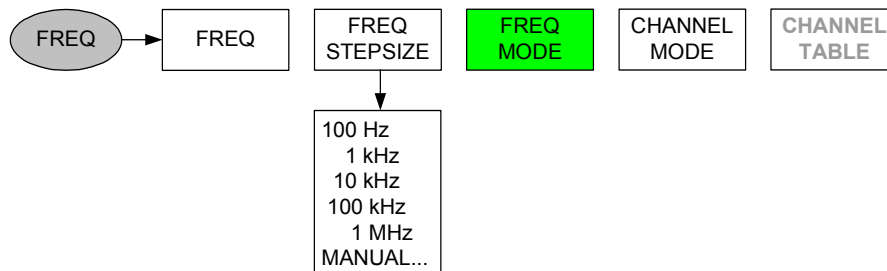 FREQ
FREQ
FREQ
STEPSIZE
FREQ
MODE
CHANNEL
MODE
CHANNEL
TABLE
100 Hz
1 kHz
10 kHz
100 kHz
1 MHz
MANUAL...